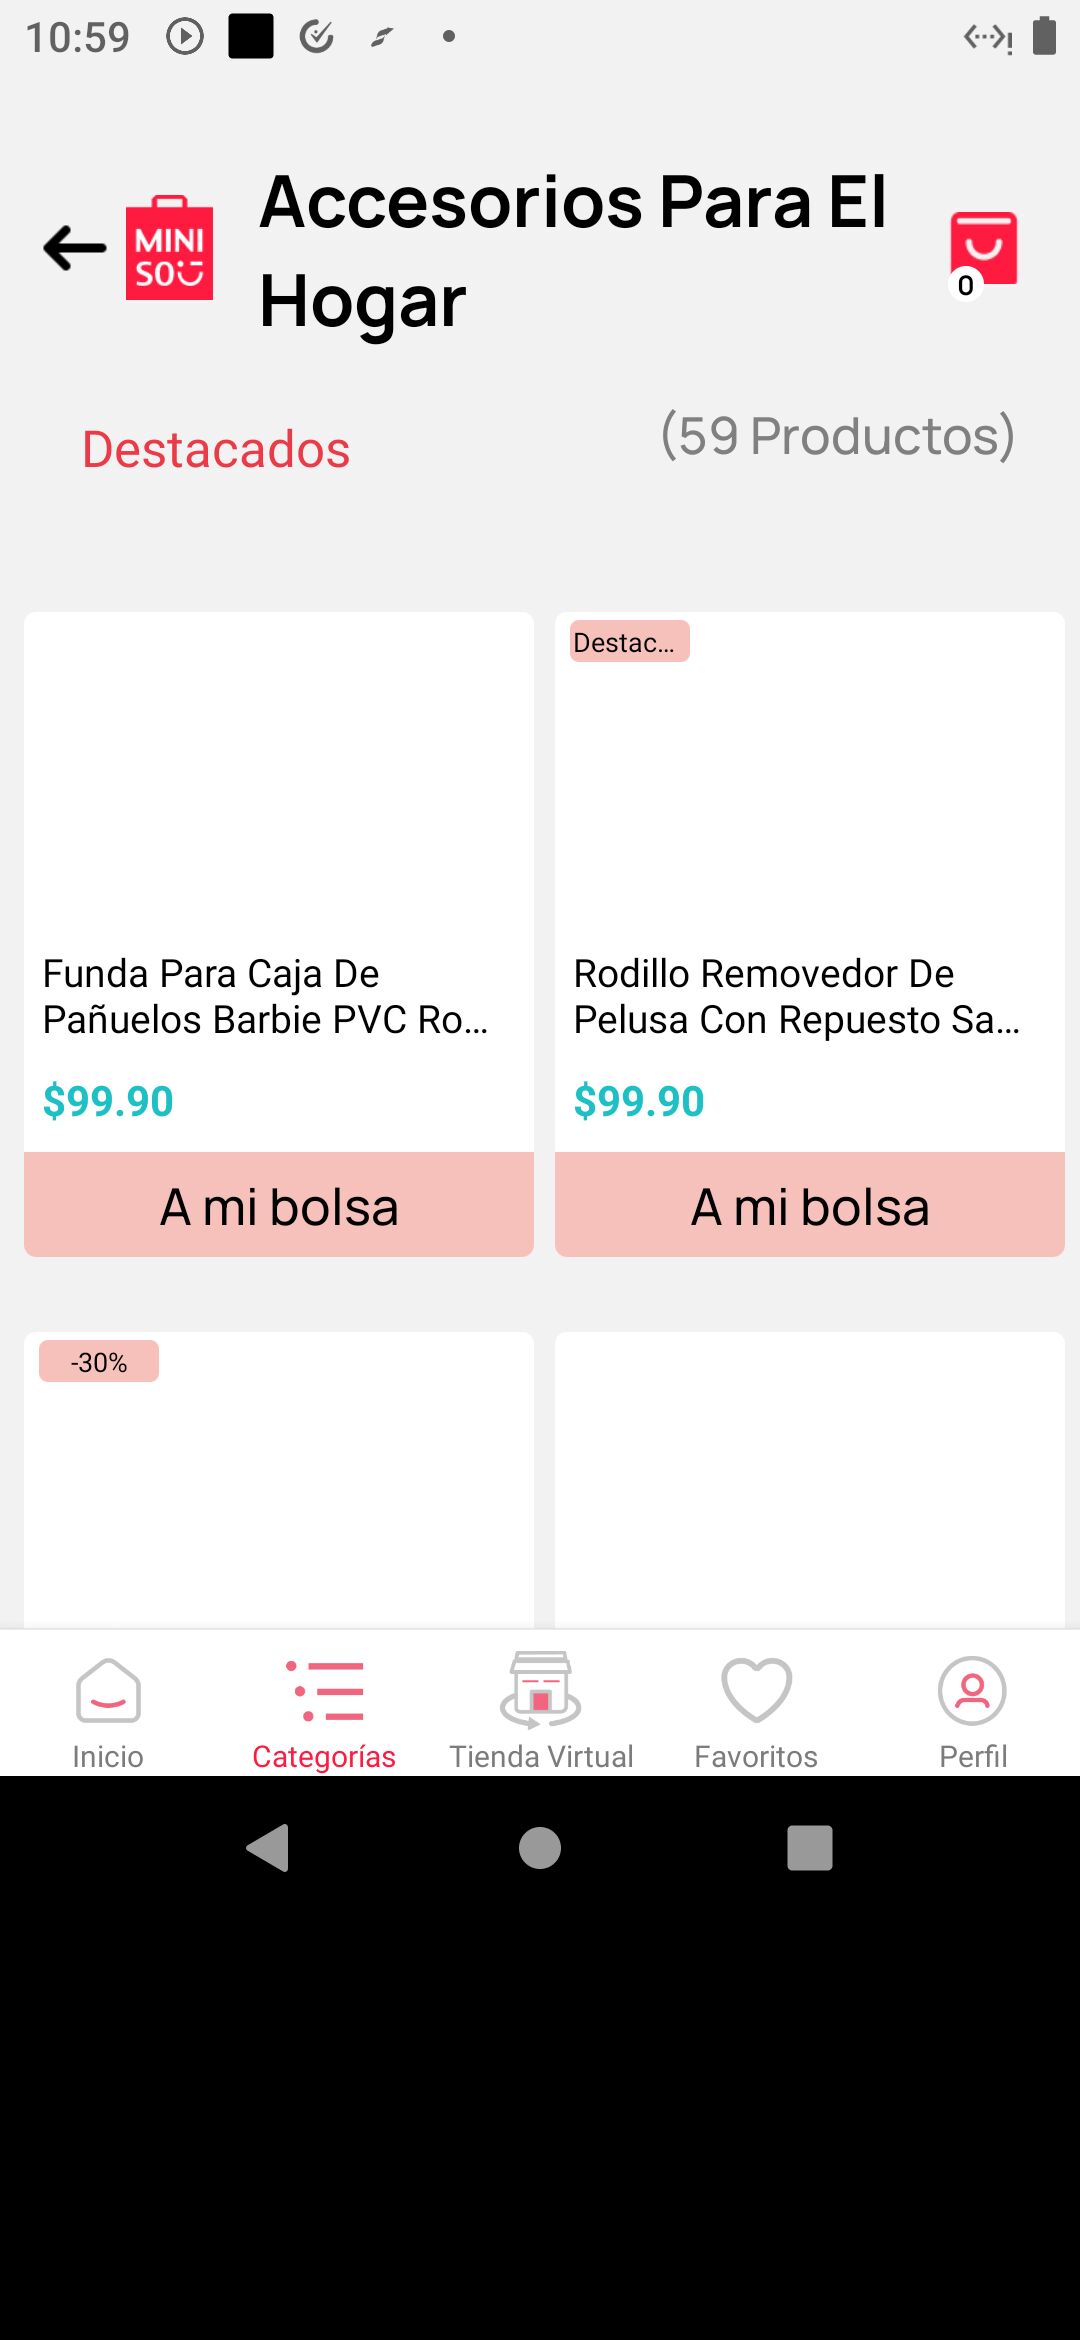 10:59
MINI
SO
Accesorios Para El
Hogar
0
Destacados
(59 Productos)
Destac...
Funda Para Caja De
Pañuelos Barbie PVC Ro...
$99.90
A mi bolsa
Rodillo Removedor De
Pelusa Con Repuesto Sa...
$99.90
A mi bolsa
-30%
Inicio
Categorías
Tienda Virtual
Favoritos
Perfil